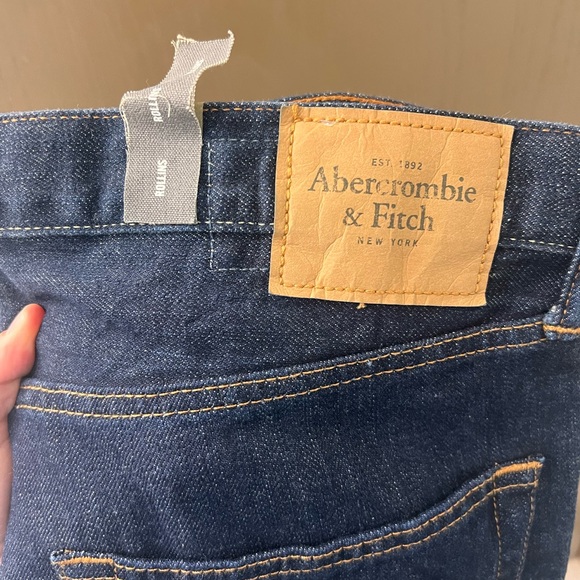 ROLLINS
ROLLINS
EST. 1892
Abercrombie
& Fitch
NEW YORK